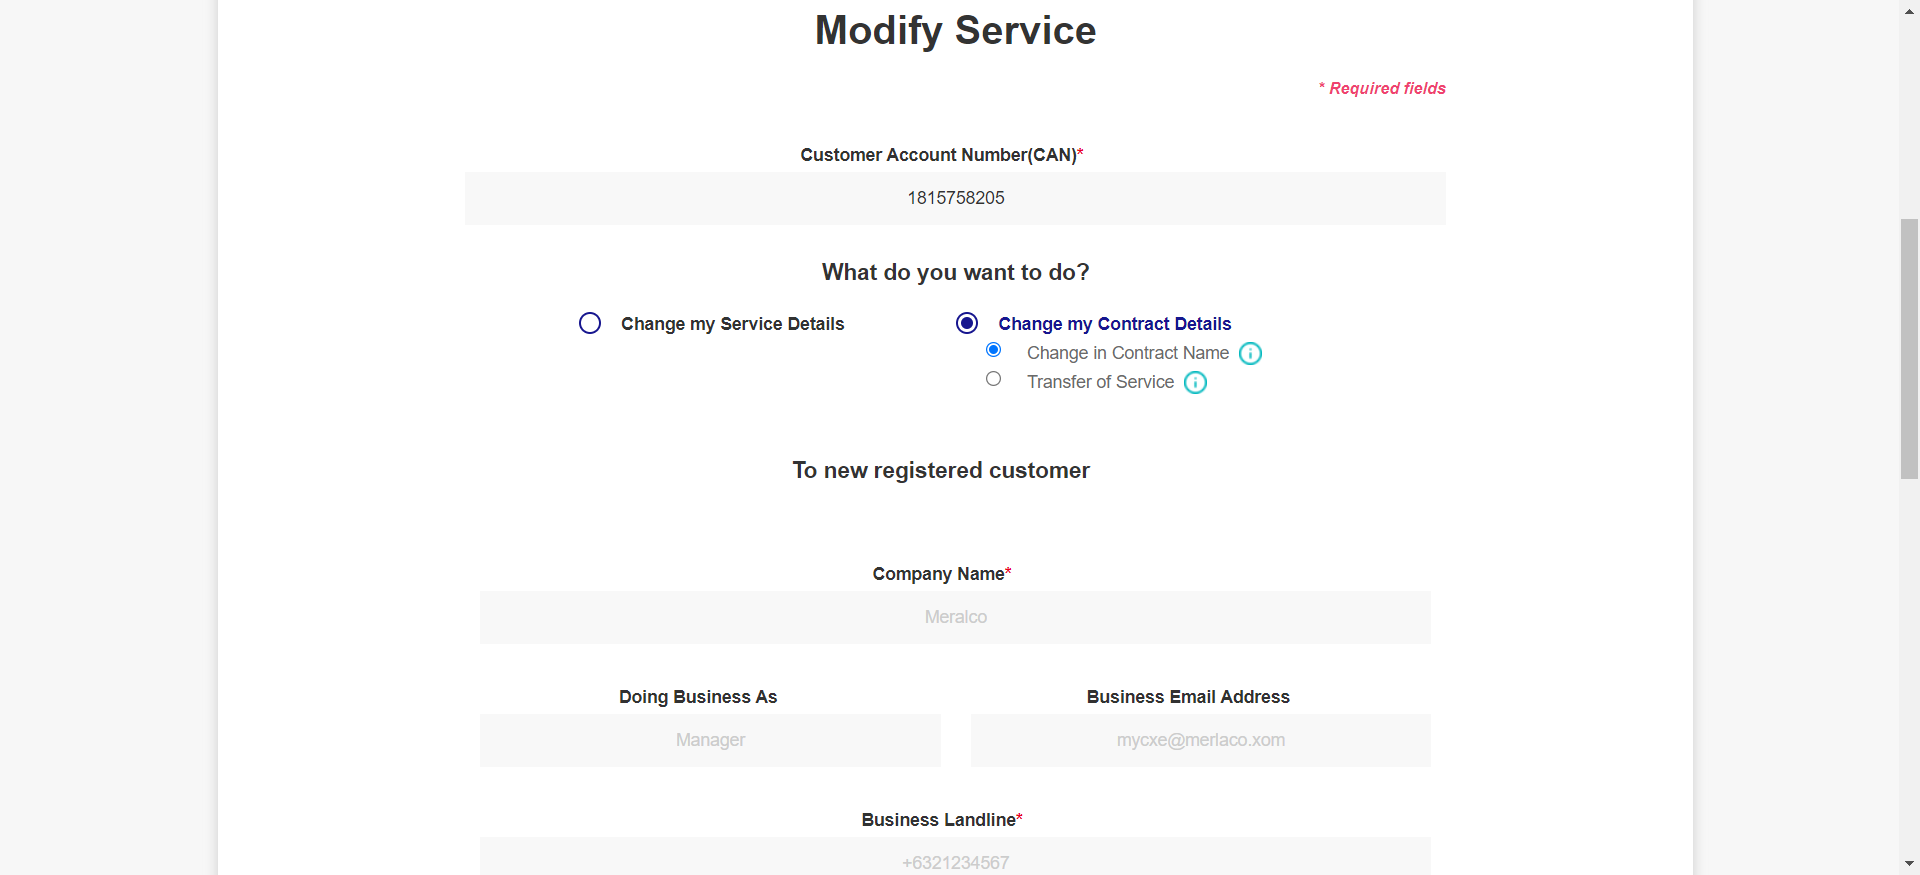 Modify Service
* Required fields
Customer Account Number(CAN)*
1815758205
What do you want to do?
Change my Service Details
Change my Contract Details
Change in Contract Name
Transfer of Service
To new registered customer
Company Name*
Meralco
Doing Business As
Business Email Address
Manager
mycxe@merlaco.xom
Business Landline*
+6321234567